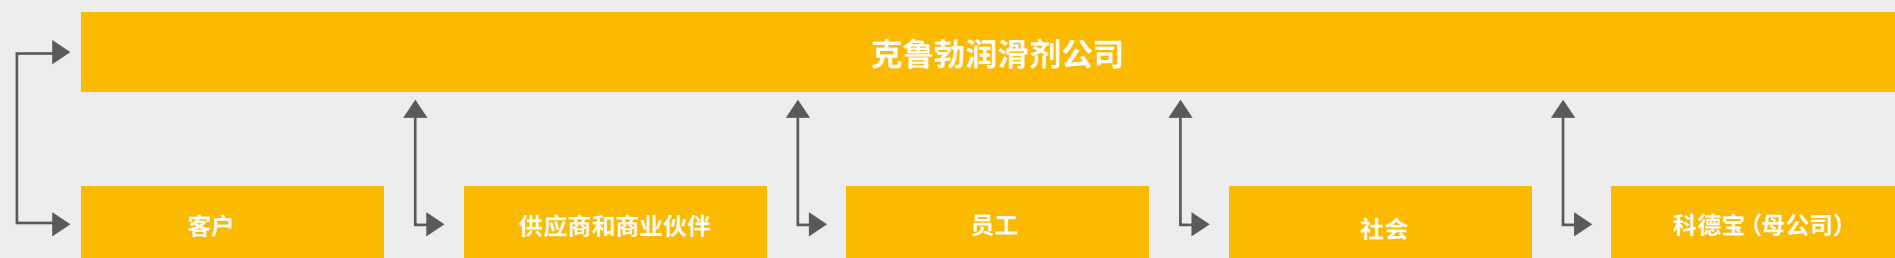 克鲁勃润滑剂公司
客户
供应商和商业伙伴
员工
社会
科德宝（母公司）